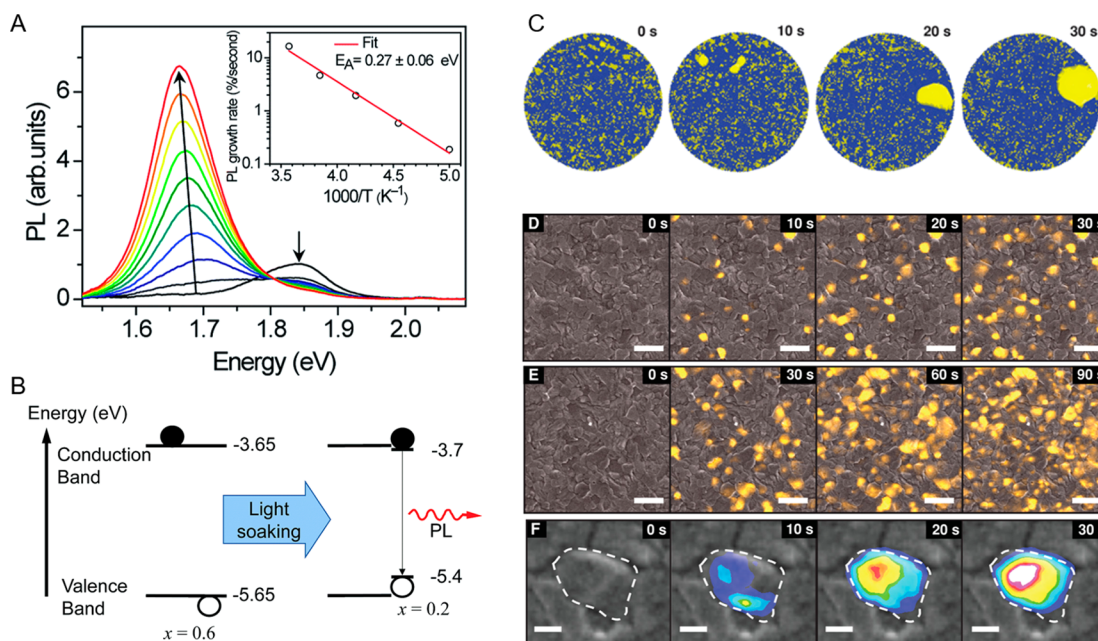 A
PL (arb.units)
6
5
4
3
2
1
0
1.6
1.7
1.8
1.9
2.0
Energy (eV)
PL growth rate (%/second)
10
1
0.1
Fit
E_A= 0.27 ± 0.06 eV
3.5
4.0
4.5
5.0
1000/T (K⁻¹)
B
Energy (eV)
Conduction
Band
-3.65
-3.7
Light
soaking
PL
Valence
Band
-5.65
-5.4
x = 0.6
x = 0.2
C
0 s
10 s
20 s
30 s
D
0 s
10 s
20 s
30 s
E
0 s
30 s
60 s
90 s
F
0 s
10 s
20 s
30